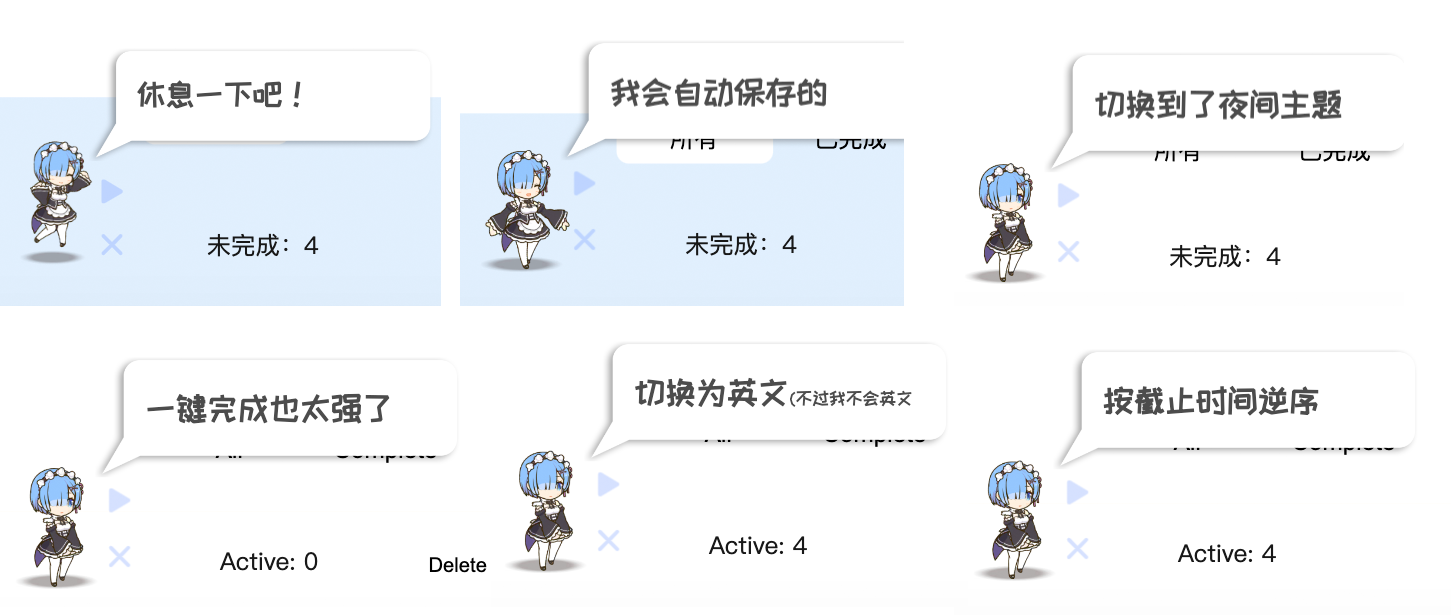 休息一下吧！
未完成：4
我会自动保存的
所有 已完成
未完成：4
切换到了夜间主题
所有 已完成
未完成：4
一键完成也太强了
All Complete
Active: 0 Delete
切换为英文(不过我不会英文
All Complete
Active: 4
按截止时间逆序
All Complete
Active: 4